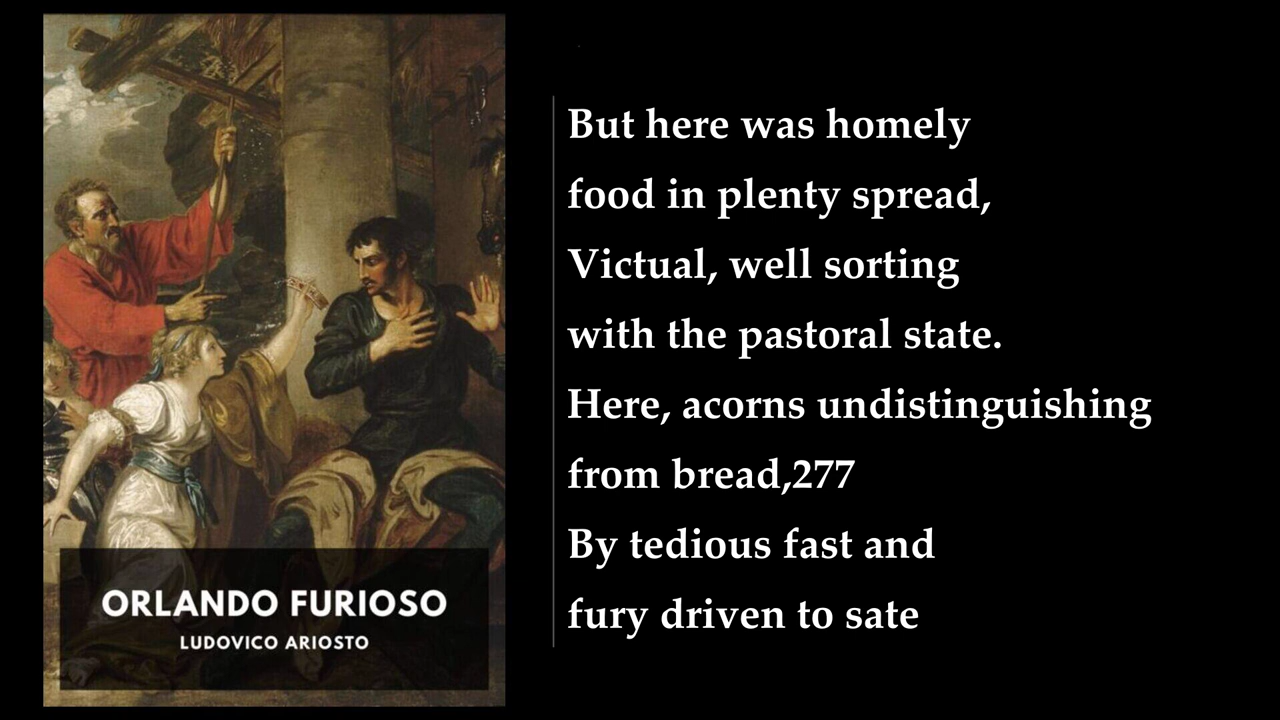 ORLANDO FURIOSO
LUDOVICO ARIOSTO
But here was homely
food in plenty spread,
Victual, well sorting
with the pastoral state.
Here, acorns undistinguishing
from bread,277
By tedious fast and
fury driven to sate